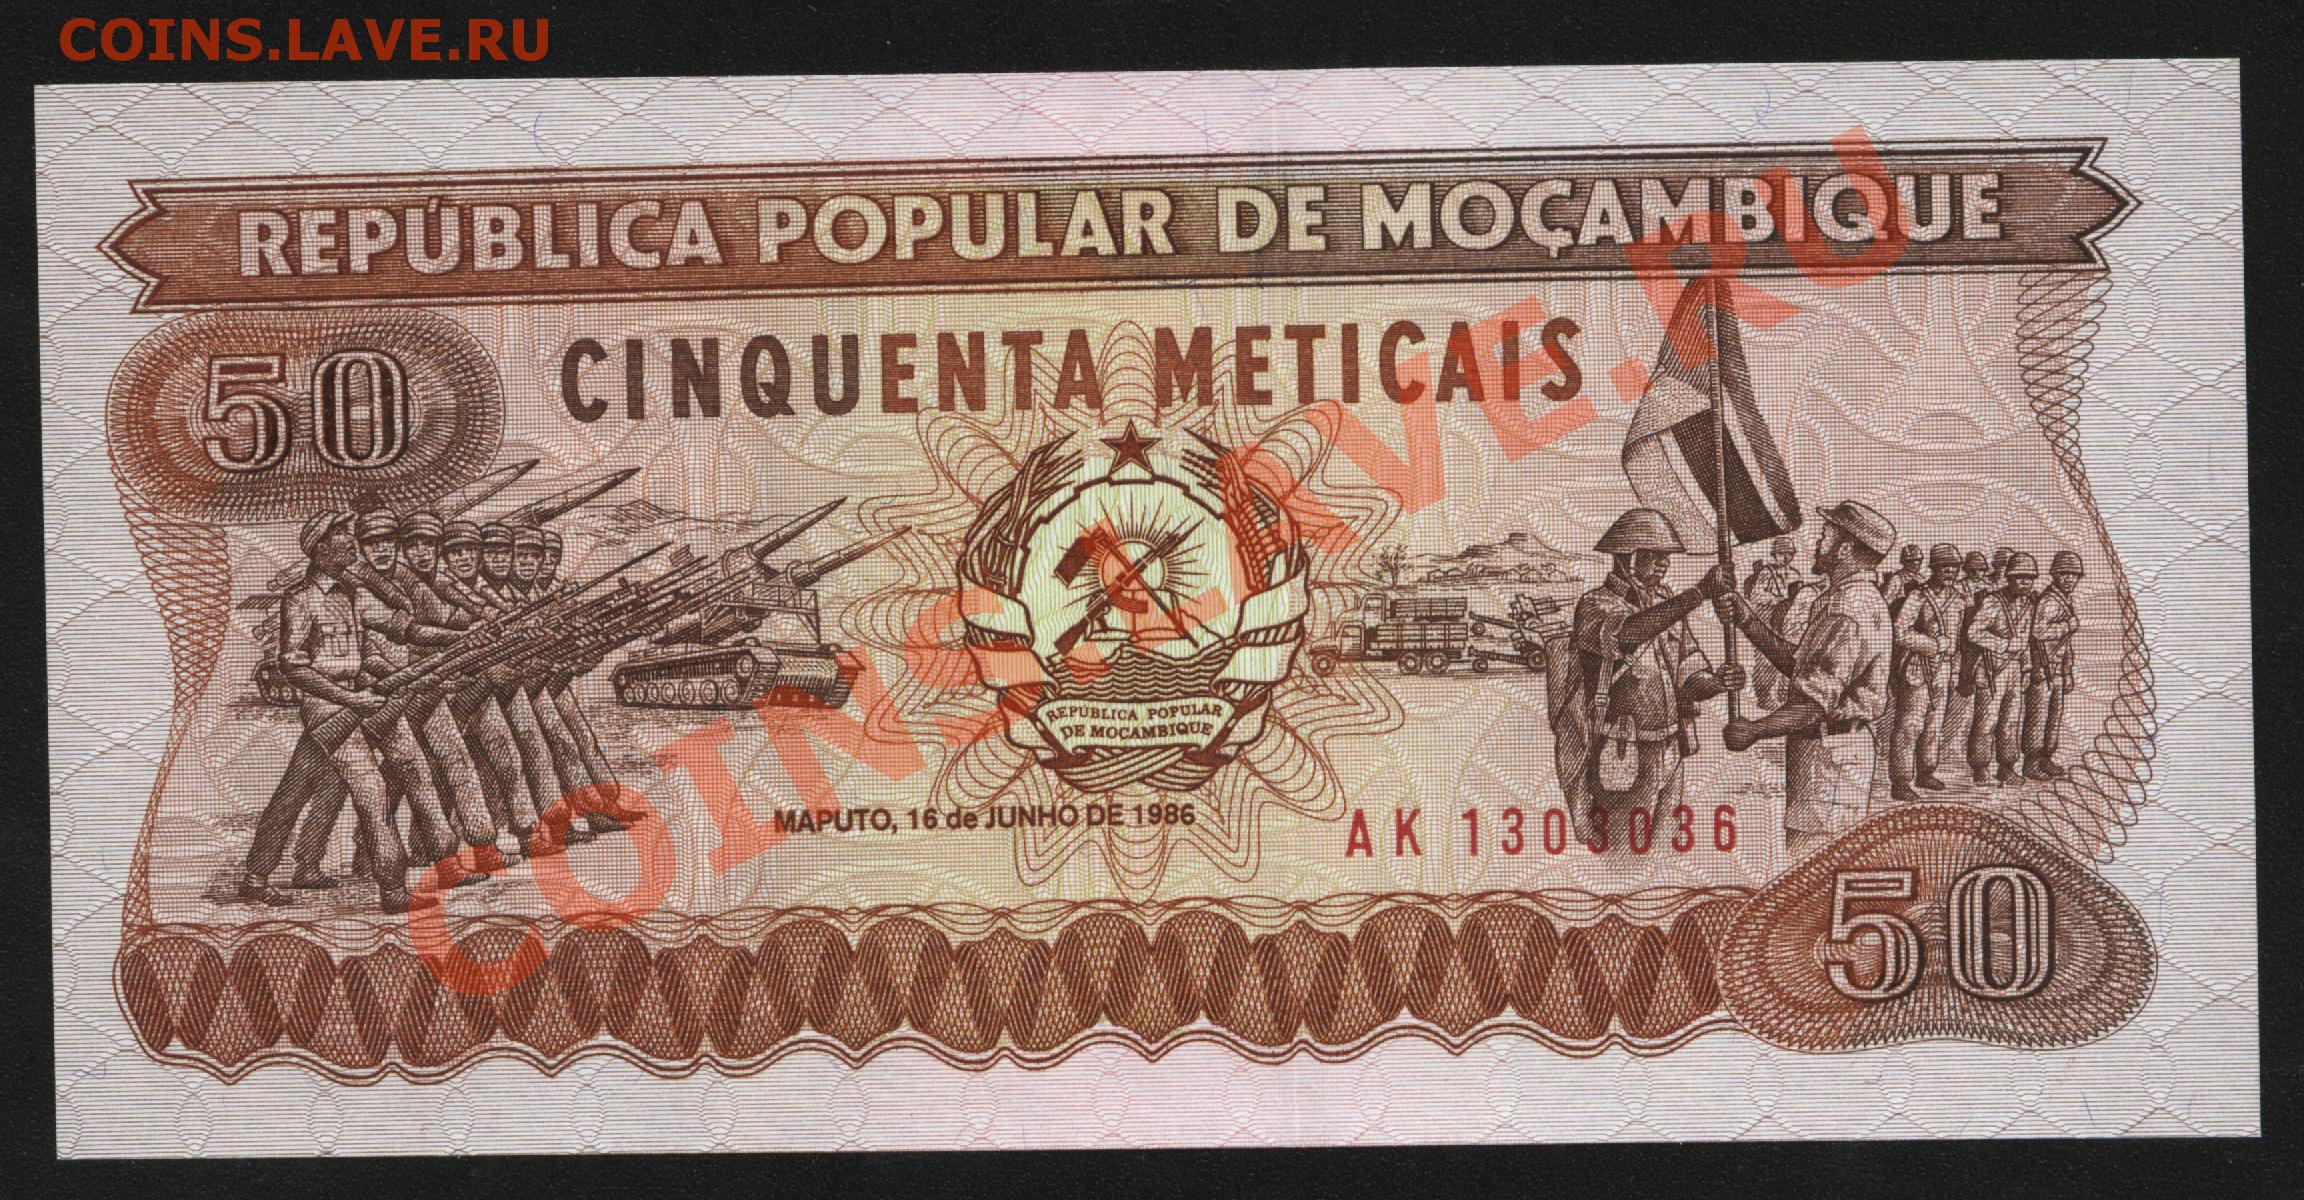 COINS.LAVE.RU
REPÚBLICA POPULAR DE MOÇAMBIQUE
50
CINQUENTA METICAIS
COINS.LAVE.RU
REPÚBLICA POPULAR
DE MOÇAMBIQUE
MAPUTO, 16 de JUNHO DE 1986
AK 1303036
50